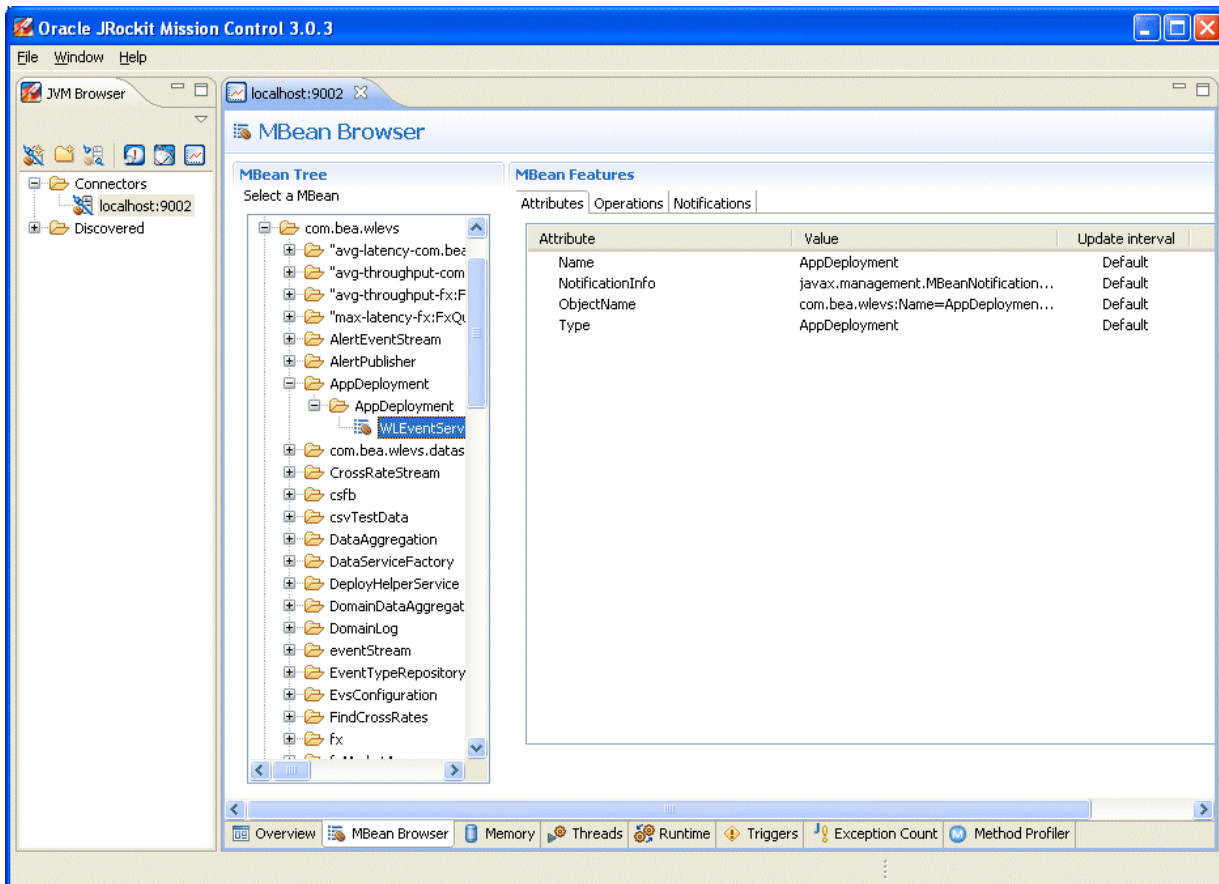 Oracle JRockit Mission Control 3.0.3
File Window Help
JVM Browser
localhost:9002
MBean Browser
Connectors
localhost:9002
Discovered
MBean Tree
Select a MBean
com.bea.wlevs
"avg-latency-com.bea
"avg-throughput-com
"avg-throughput-fx:F
"max-latency-fx:FxQu
AlertEventStream
AlertPublisher
AppDeployment
AppDeployment
WLEventServ
com.bea.wlevs.datas
CrossRateStream
csfb
csvTestData
DataAggregation
DataServiceFactory
DeployHelperService
DomainDataAggregat
DomainLog
eventStream
EventTypeRepository
EvsConfiguration
FindCrossRates
fx
MBean Features
Attributes Operations Notifications
Attribute Value Update interval
Name AppDeployment Default
NotificationInfo javax.management.MBeanNotification... Default
ObjectName com.bea.wlevs:Name=AppDeploymen... Default
Type AppDeployment Default
Overview MBean Browser Memory Threads Runtime Triggers Exception Count Method Profiler